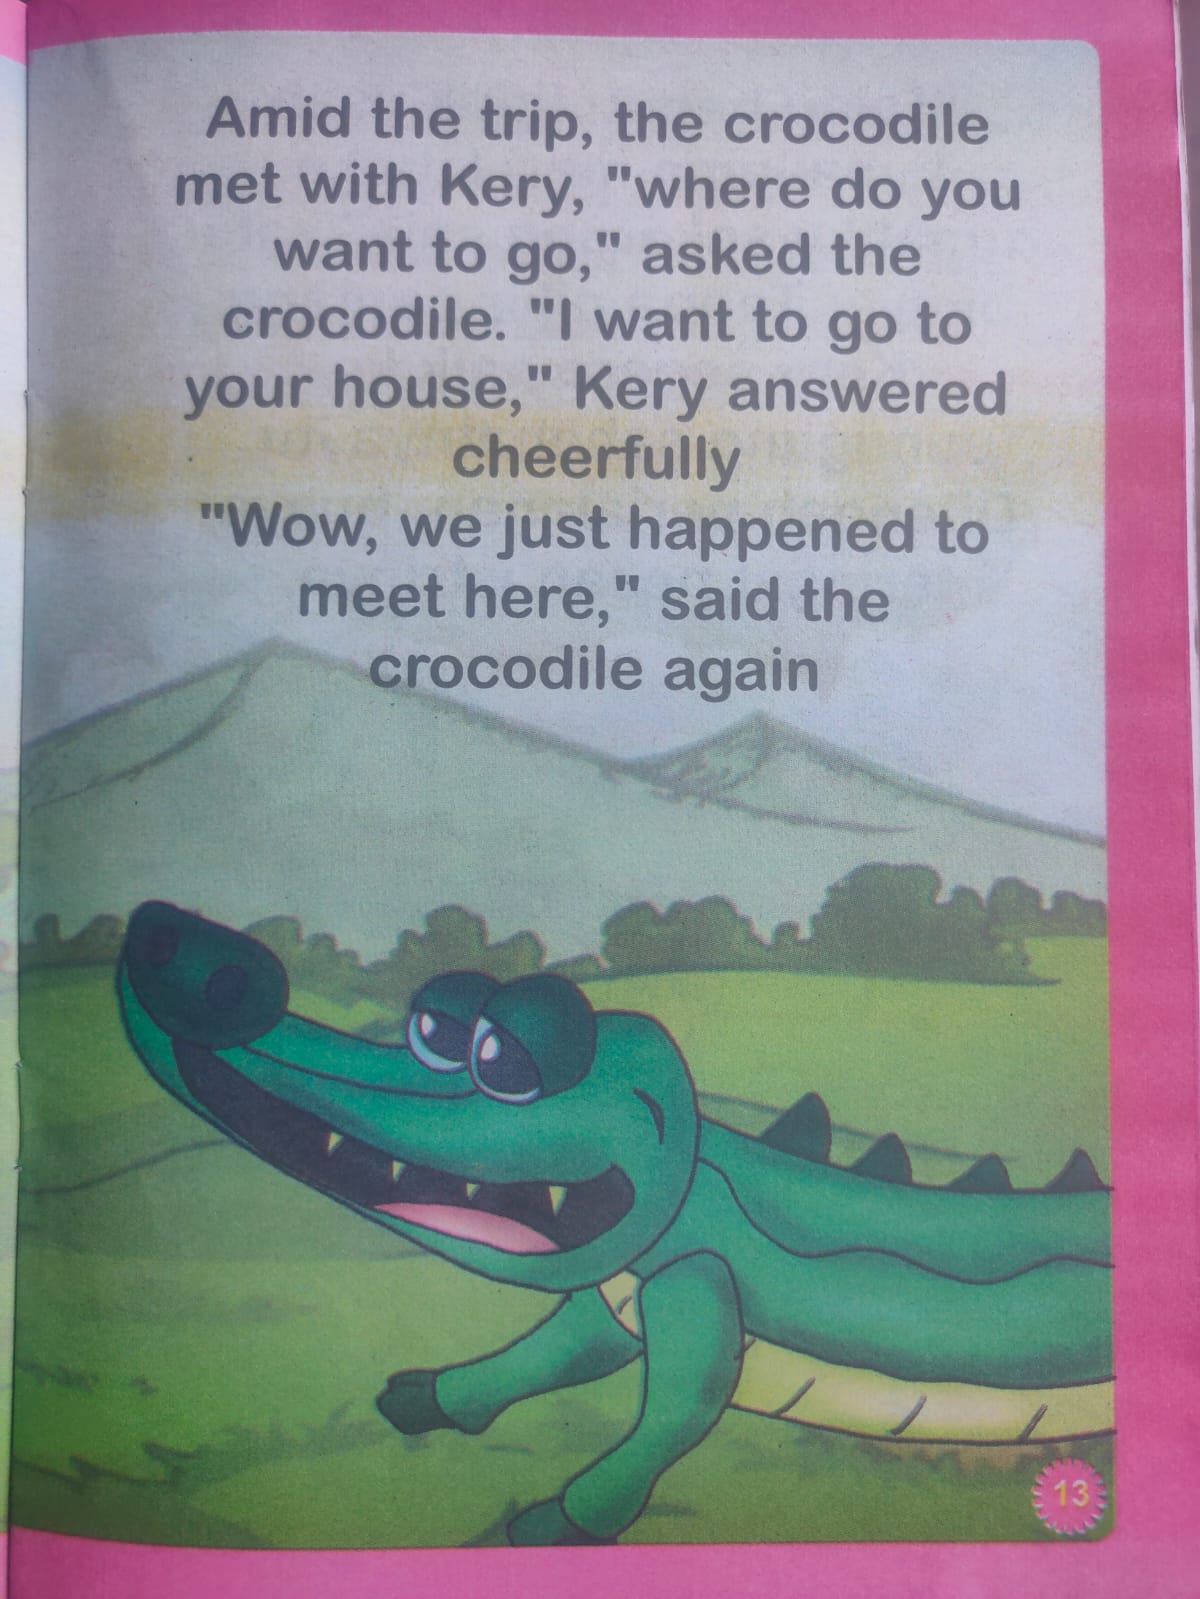 Amid the trip, the crocodile
met with Kery, "where do you
want to go," asked the
crocodile. "I want to go to
your house," Kery answered
cheerfully
"Wow, we just happened to
meet here," said the
crocodile again
13